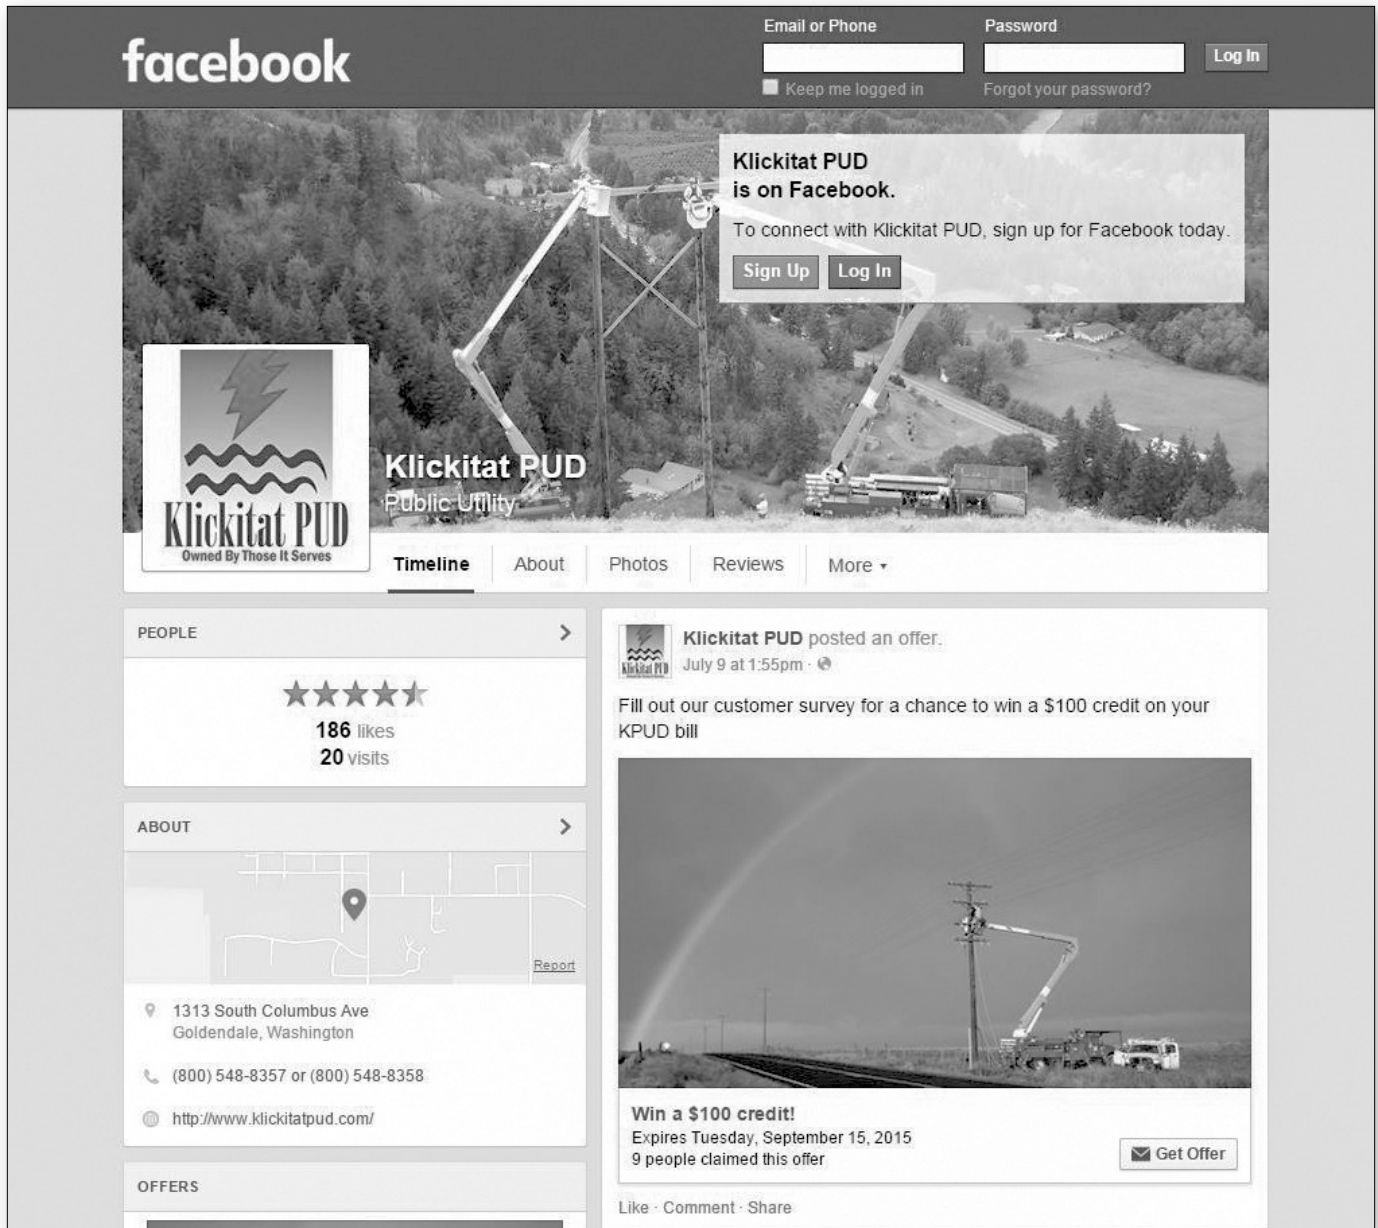 facebook
Email or Phone
Password
Log In
Keep me logged in
Forgot your password?
Klickitat PUD
is on Facebook.
To connect with Klickitat PUD, sign up for Facebook today.
Sign Up
Log In
Klickitat PUD
Owned By Those It Serves
Klickitat PUD
Public Utility
Timeline
About
Photos
Reviews
More
PEOPLE
186 likes
20 visits
ABOUT
Report
1313 South Columbus Ave
Goldendale, Washington
(800) 548-8357 or (800) 548-8358
http://www.klickitatpud.com/
OFFERS
Klickitat PUD
Klickitat PUD posted an offer.
July 9 at 1:55pm ·
Fill out our customer survey for a chance to win a $100 credit on your
KPUD bill
Win a $100 credit!
Expires Tuesday, September 15, 2015
9 people claimed this offer
Get Offer
Like · Comment · Share